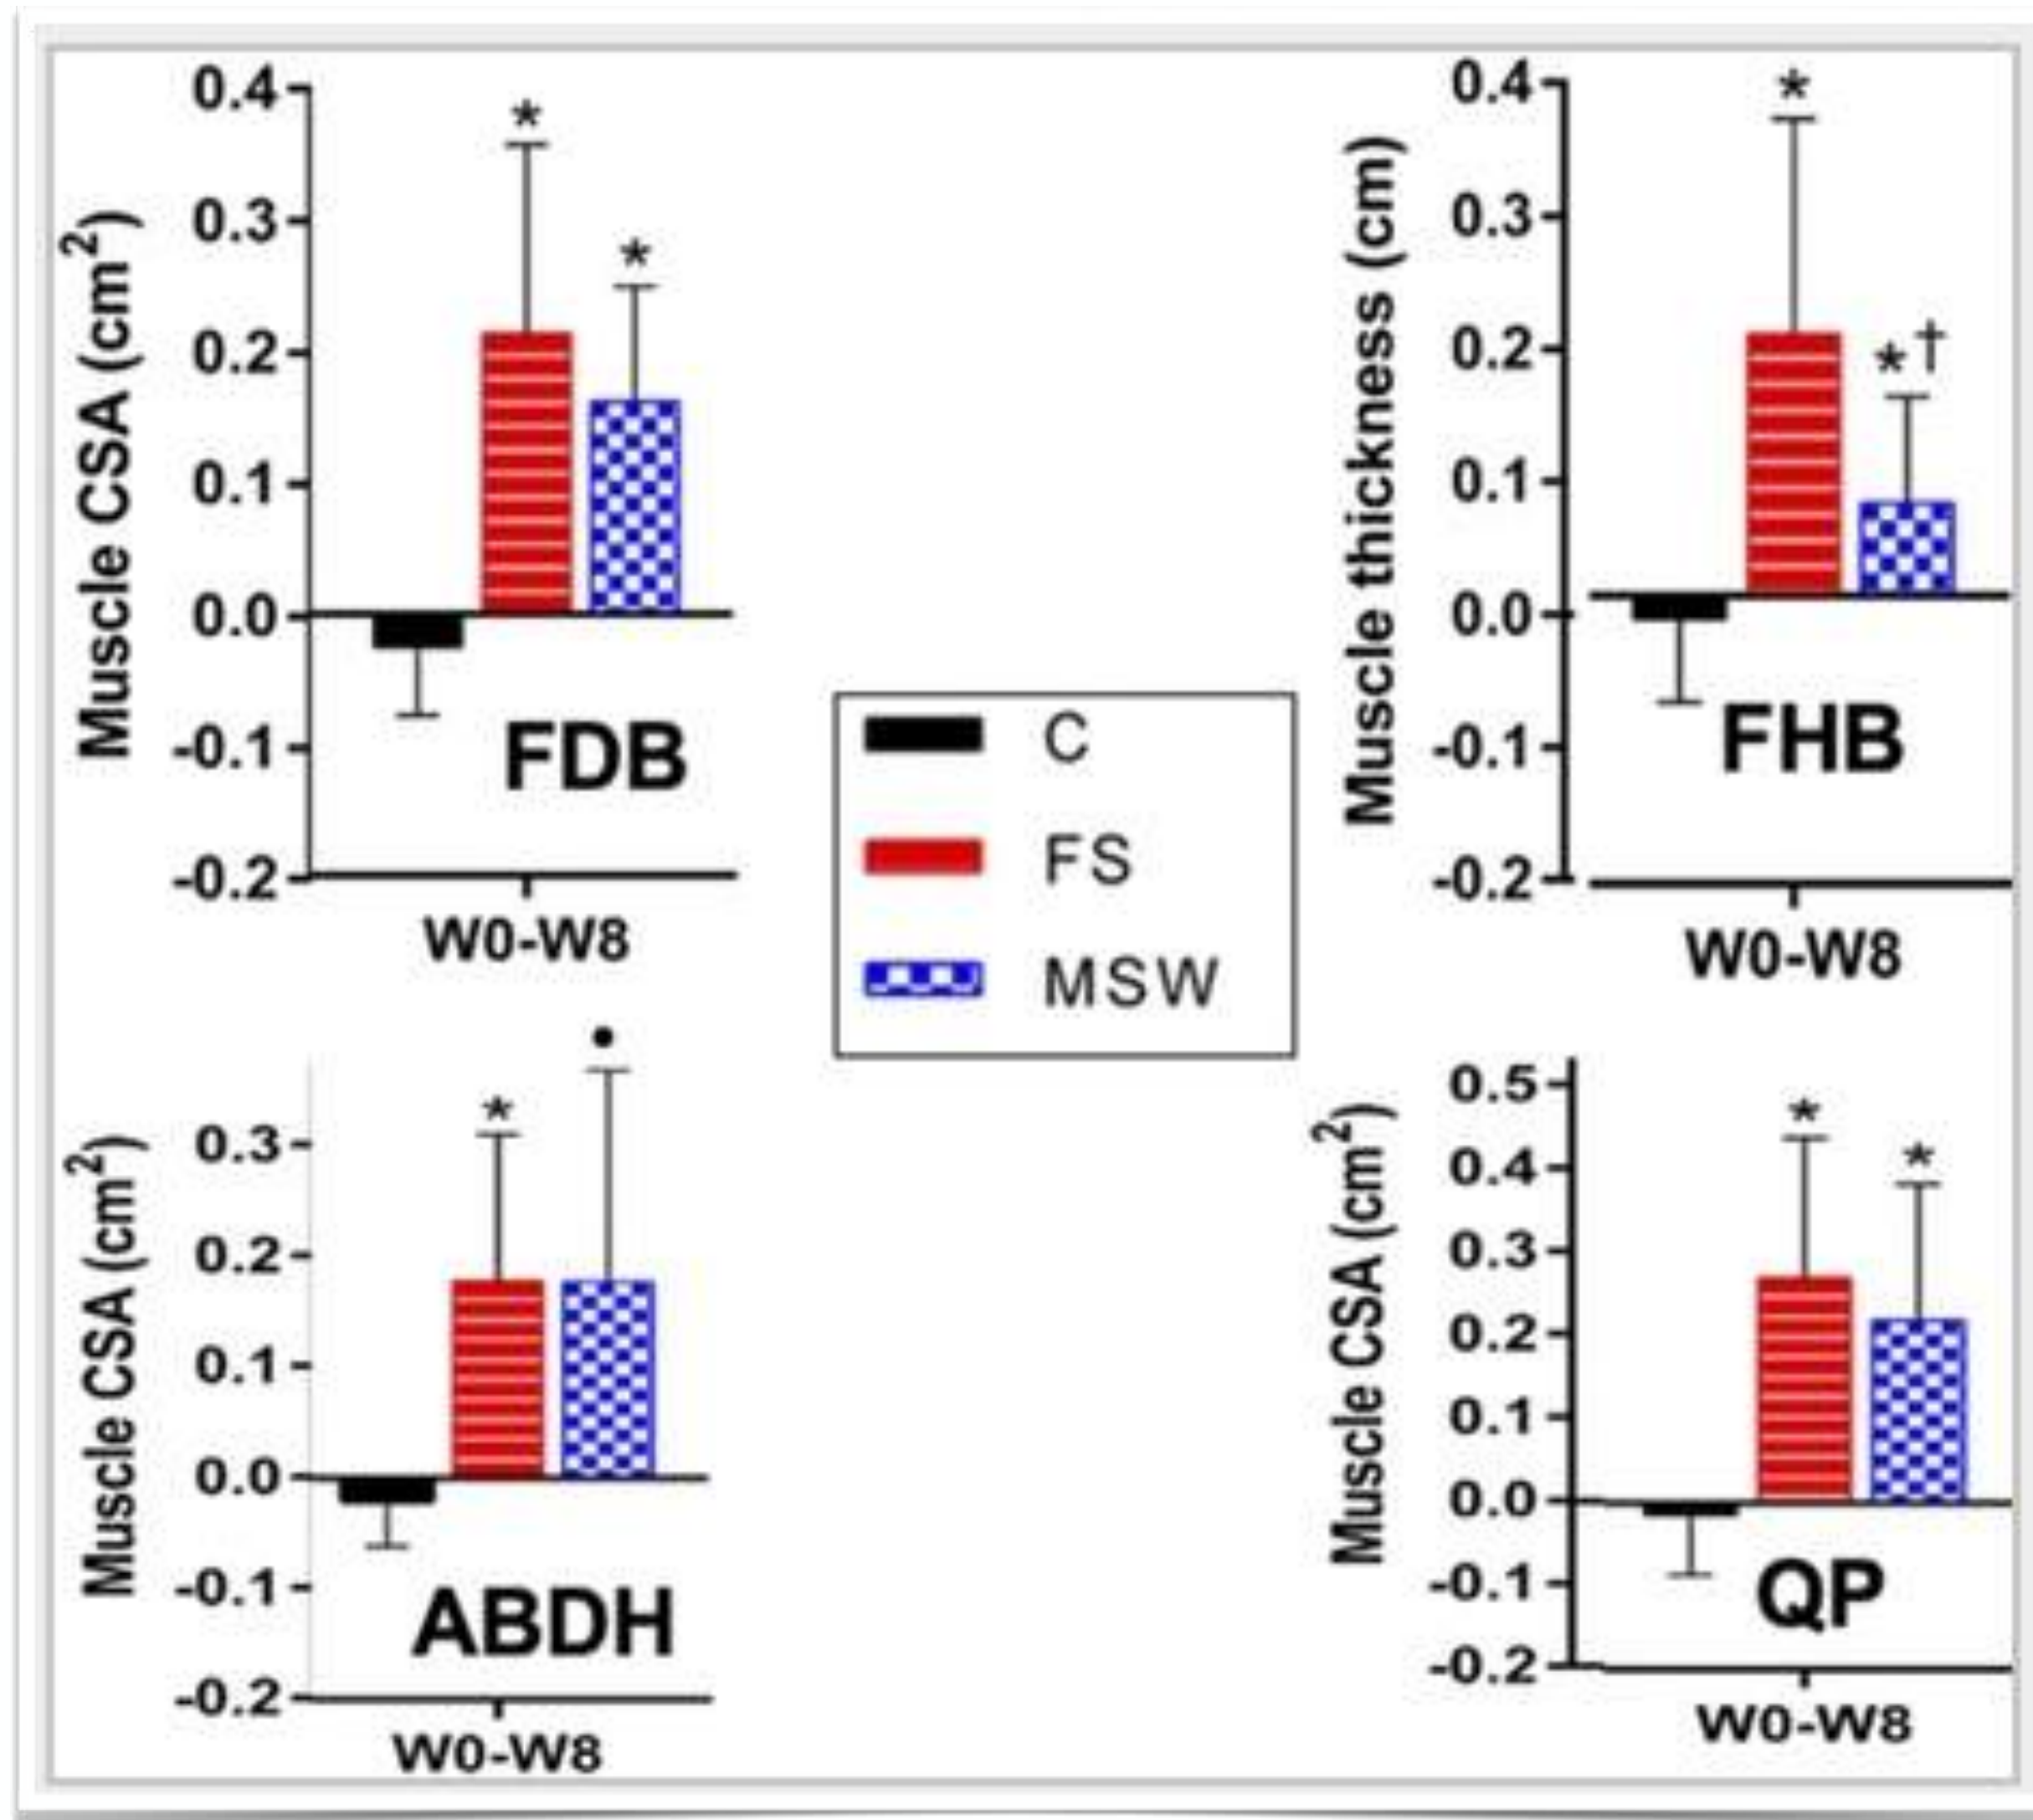 Muscle CSA (cm²)
0.4
0.3
0.2
0.1
0.0
-0.1
-0.2
*
*
FDB
W0-W8
Muscle thickness (cm)
0.4
0.3
0.2
0.1
0.0
-0.1
-0.2
*
*†
FHB
W0-W8
C
FS
MSW
Muscle CSA (cm²)
0.3
0.2
0.1
0.0
-0.1
-0.2
*
•
ABDH
W0-W8
Muscle CSA (cm²)
0.5
0.4
0.3
0.2
0.1
0.0
-0.1
-0.2
*
*
QP
W0-W8